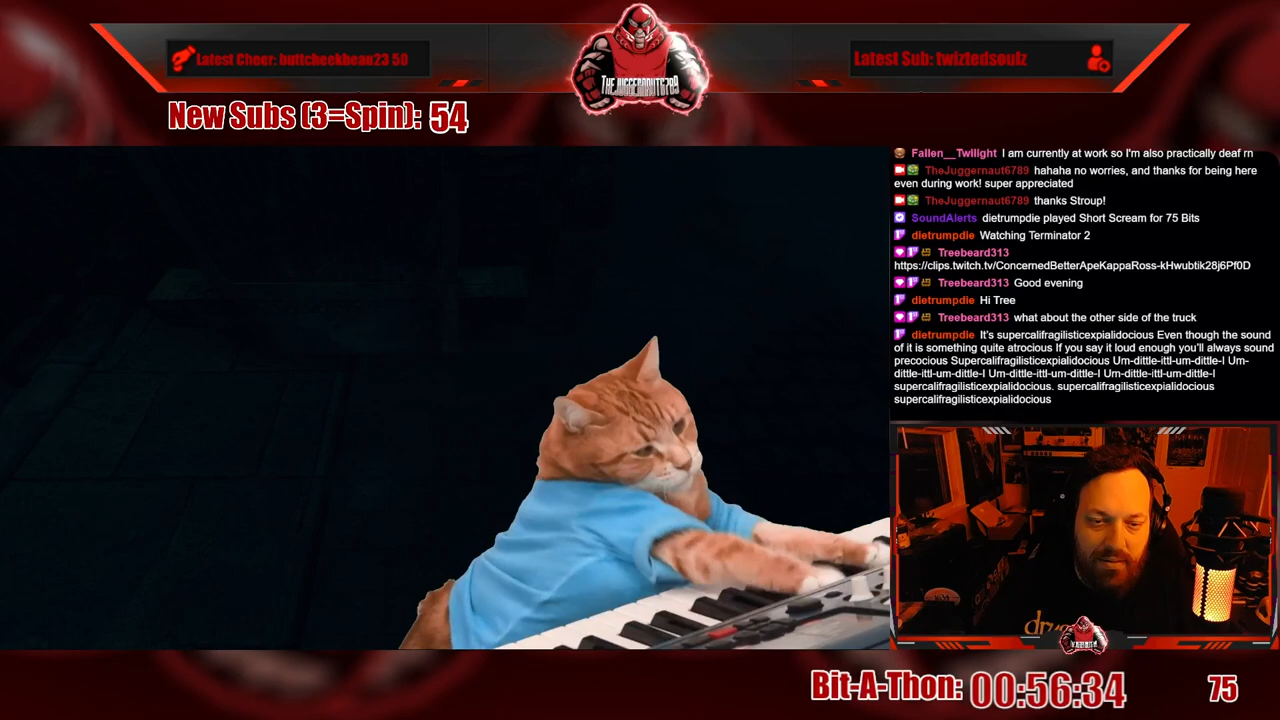 Latest Cheer: buttcheekbeau23 50
THEJUGGERNAUT6789
Latest Sub: twiztedsoulz
New Subs (3=Spin): 54
Fallen__Twilight I am currently at work so I'm also practically deaf rn
TheJuggernaut6789 hahaha no worries, and thanks for being here
even during work! super appreciated
TheJuggernaut6789 thanks Stroup!
SoundAlerts dietrumpdie played Short Scream for 75 Bits
dietrumpdie Watching Terminator 2
Treebeard313
https://clips.twitch.tv/ConcernedBetterApeKappaRoss-kHwubtik28j6Pf0D
Treebeard313 Good evening
dietrumpdie Hi Tree
Treebeard313 what about the other side of the truck
dietrumpdie It's supercalifragilisticexpialidocious Even though the sound
of it is something quite atrocious If you say it loud enough you'll always sound
precocious Supercalifragilisticexpialidocious Um-dittle-ittl-um-dittle-I Um-
dittle-ittl-um-dittle-I Um-dittle-ittl-um-dittle-I Um-dittle-ittl-um-dittle-I
supercalifragilisticexpialidocious. supercalifragilisticexpialidocious
supercalifragilisticexpialidocious
Bit-A-Thon: 00:56:34
75